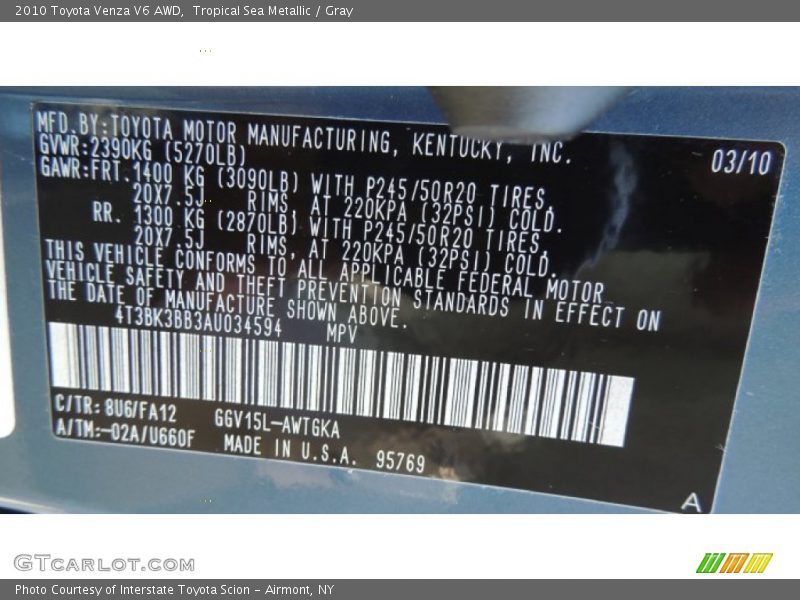 2010 Toyota Venza V6 AWD,  Tropical Sea Metallic / Gray
MFD.BY:TOYOTA MOTOR MANUFACTURING, KENTUCKY, INC.
03/10
GVWR:2390KG (5270LB)
GAWR:FRT.1400 KG (3090LB) WITH P245/50R20 TIRES,
20X7.5J RIMS, AT 220KPA (32PSI) COLD.
RR. 1300 KG (2870LB) WITH P245/50R20 TIRES,
20X7.5J RIMS, AT 220KPA (32PSI) COLD.
THIS VEHICLE CONFORMS TO ALL APPLICABLE FEDERAL MOTOR
VEHICLE SAFETY AND THEFT PREVENTION STANDARDS IN EFFECT ON
THE DATE OF MANUFACTURE SHOWN ABOVE.
4T3BK3BB3AU034594 MPV
C/TR: 8U6/FA12 GGV15L-AWTGKA
A/TM:-02A/U660F MADE IN U.S.A. 95769
A
GTCarLot.com
Photo Courtesy of Interstate Toyota Scion - Airmont, NY